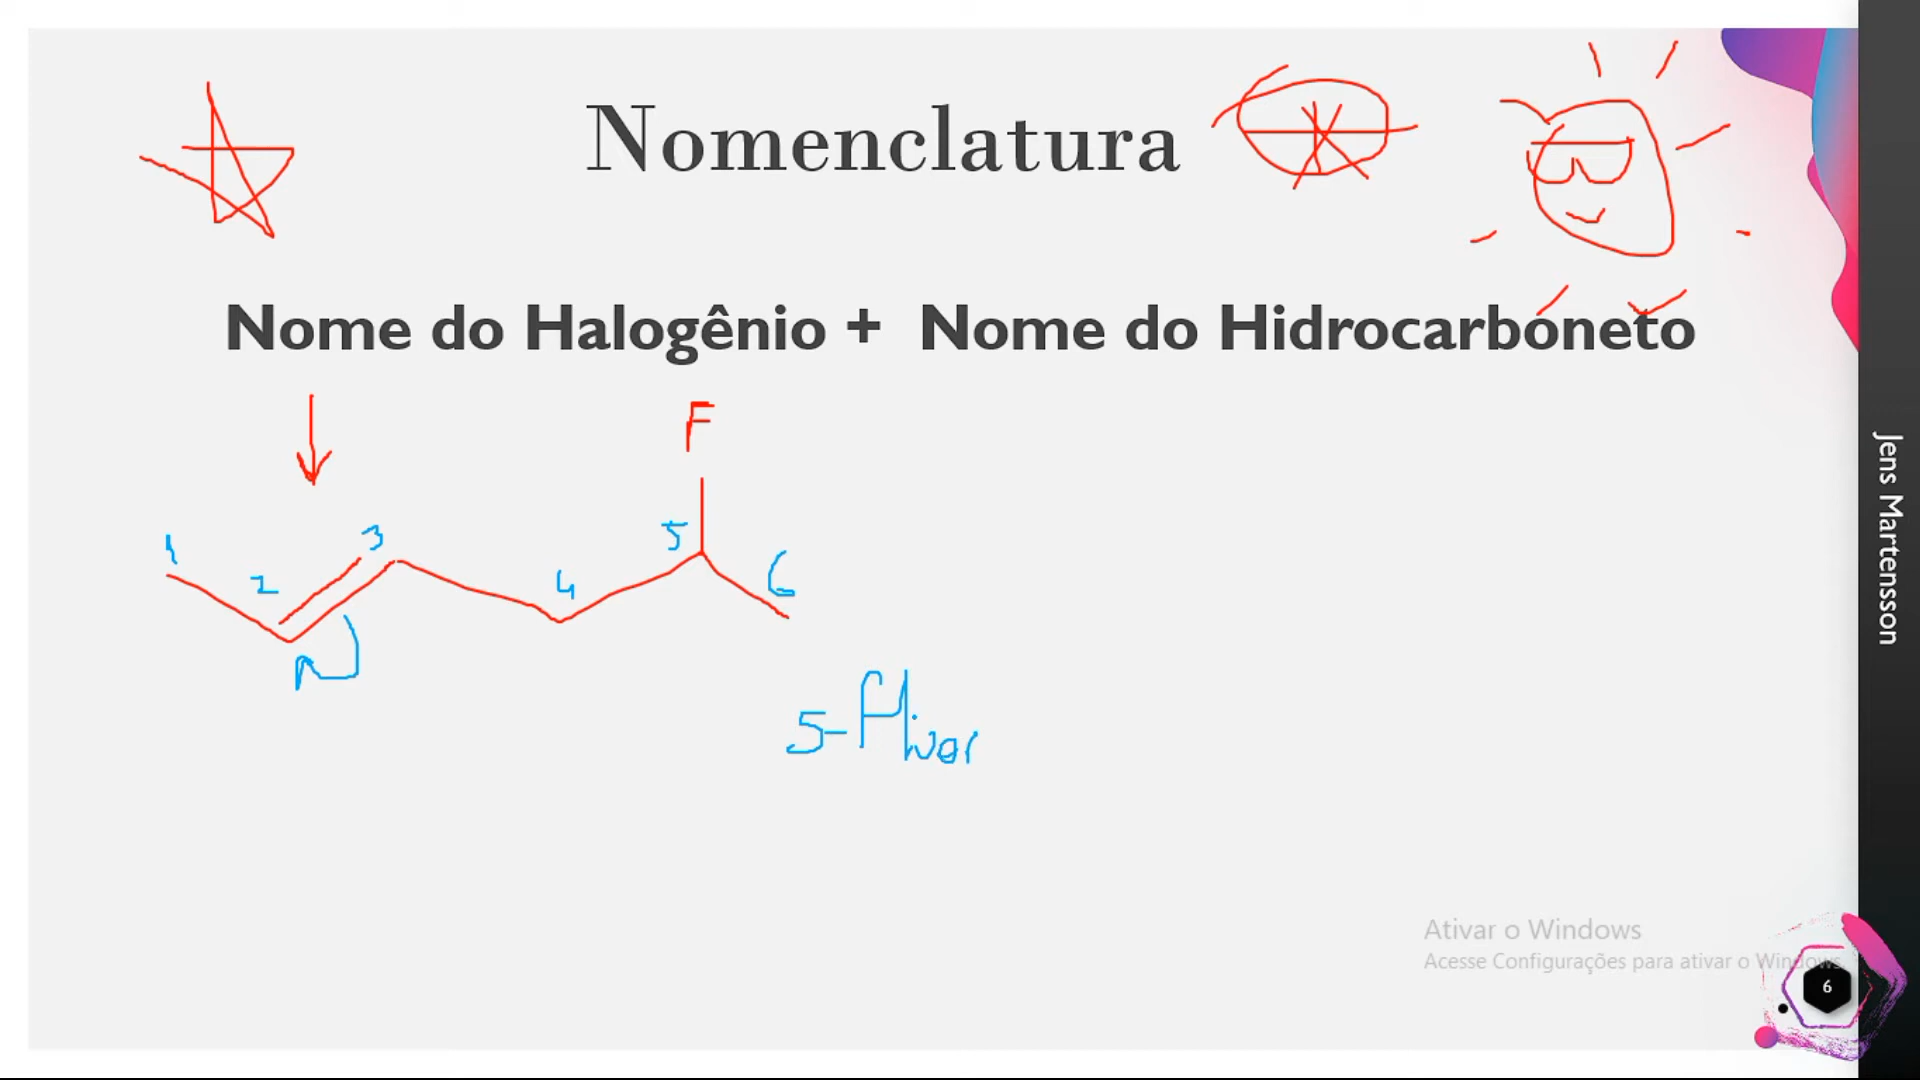 Nomenclatura
Nome do Halogênio + Nome do Hidrocarboneto
F
1 2 3 4 5 6
5-Fluor
Jens Martensson
Ativar o Windows
Acesse Configurações para ativar o Windows.
6